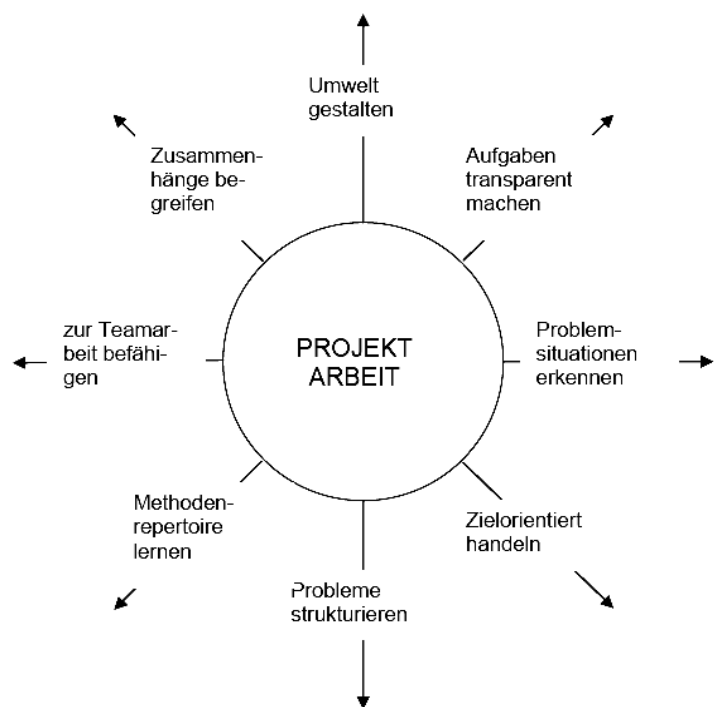 Umwelt
gestalten
Zusammen-
hänge be-
greifen
Aufgaben
transparent
machen
zur Teamar-
beit befähi-
gen
PROJEKT
ARBEIT
Problem-
situationen
erkennen
Methoden-
repertoire
lernen
Zielorientiert
handeln
Probleme
strukturieren